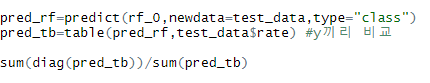 pred_rf=predict(rf_0,newdata=test_data,type="class")
pred_tb=table(pred_rf,test_data$rate) #y끼리 비교
sum(diag(pred_tb))/sum(pred_tb)